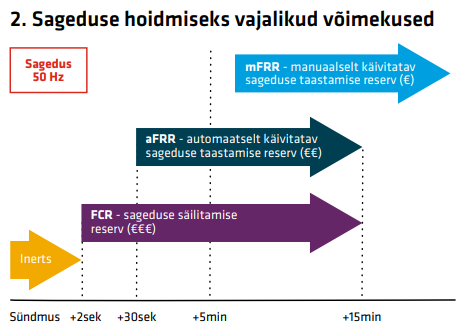 2. Sageduse hoidmiseks vajalikud võimekused
Sagedus
50 Hz
mFRR - manuaalselt käivitatav
sageduse taastamise reserv (€)
aFRR - automaatselt käivitatav
sageduse taastamise reserv (€€)
FCR - sageduse säilitamise
reserv (€€€)
Inerts
Sündmus +2sek +30sek +5min +15min